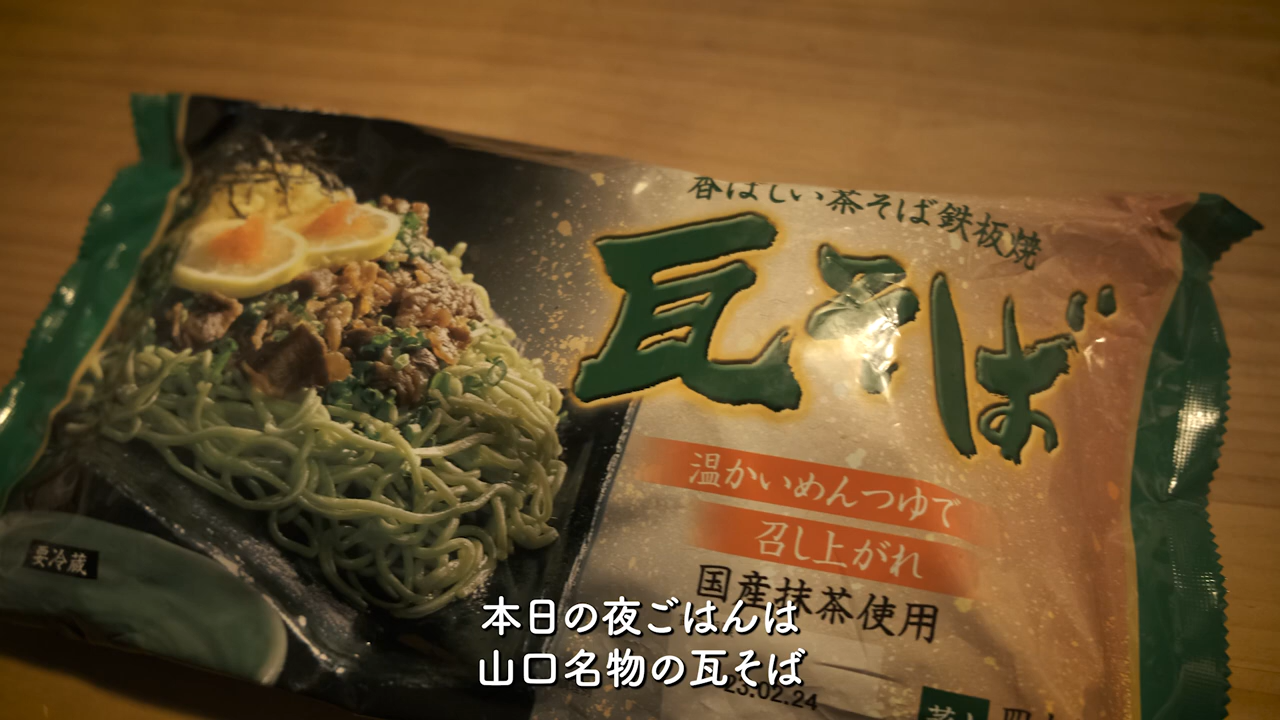 香ばしい茶そば鉄板焼
瓦そば
温かいめんつゆで
召し上がれ
国産抹茶使用
要冷蔵
本日の夜ごはんは
山口名物の瓦そば
23.02.24